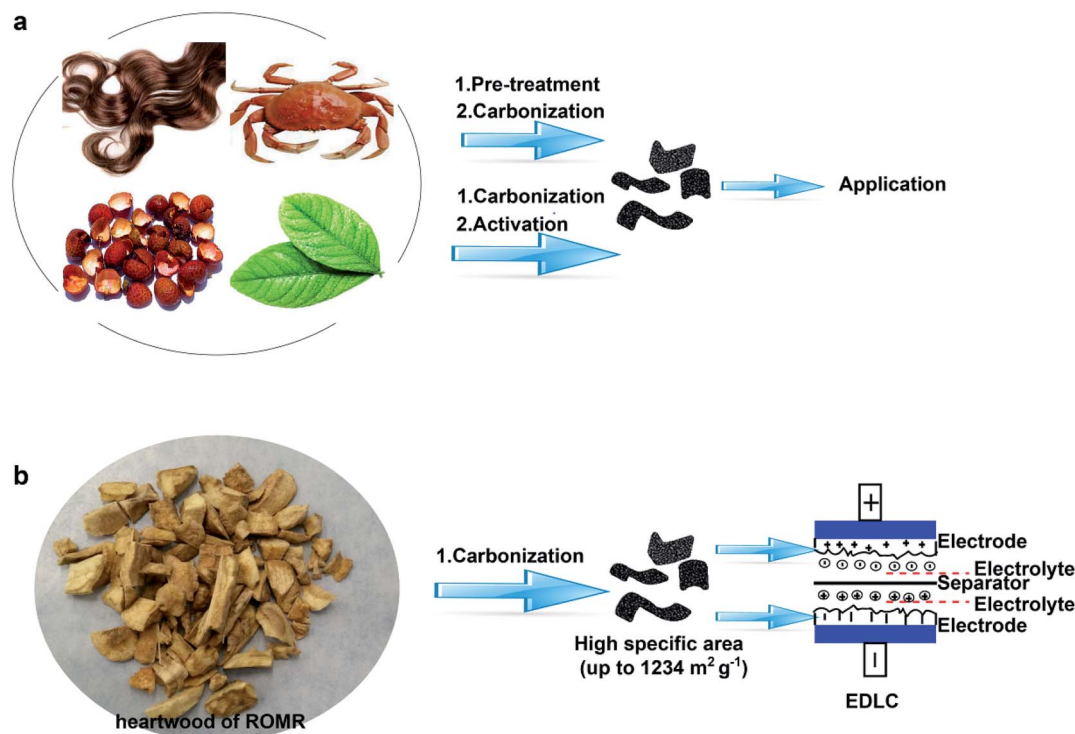 a
1.Pre-treatment
2.Carbonization
1.Carbonization
2.Activation
Application
b
heartwood of ROMR
1.Carbonization
High specific area
(up to 1234 m² g⁻¹)
+
Electrode
Electrolyte
Separator
Electrolyte
Electrode
−
EDLC